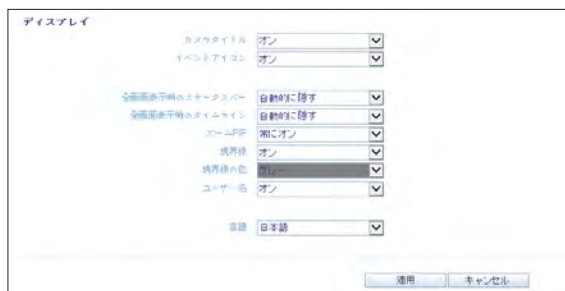 ディスプレイ
カメラタイトル オン
イベントアイコン オン
全画面表示時のステータスバー 自動的に隠す
全画面表示時のタイムライン 自動的に隠す
ズームPIP 常にオン
境界線 オン
境界線の色 グレー
ユーザー名 オン
言語 日本語
適用 キャンセル